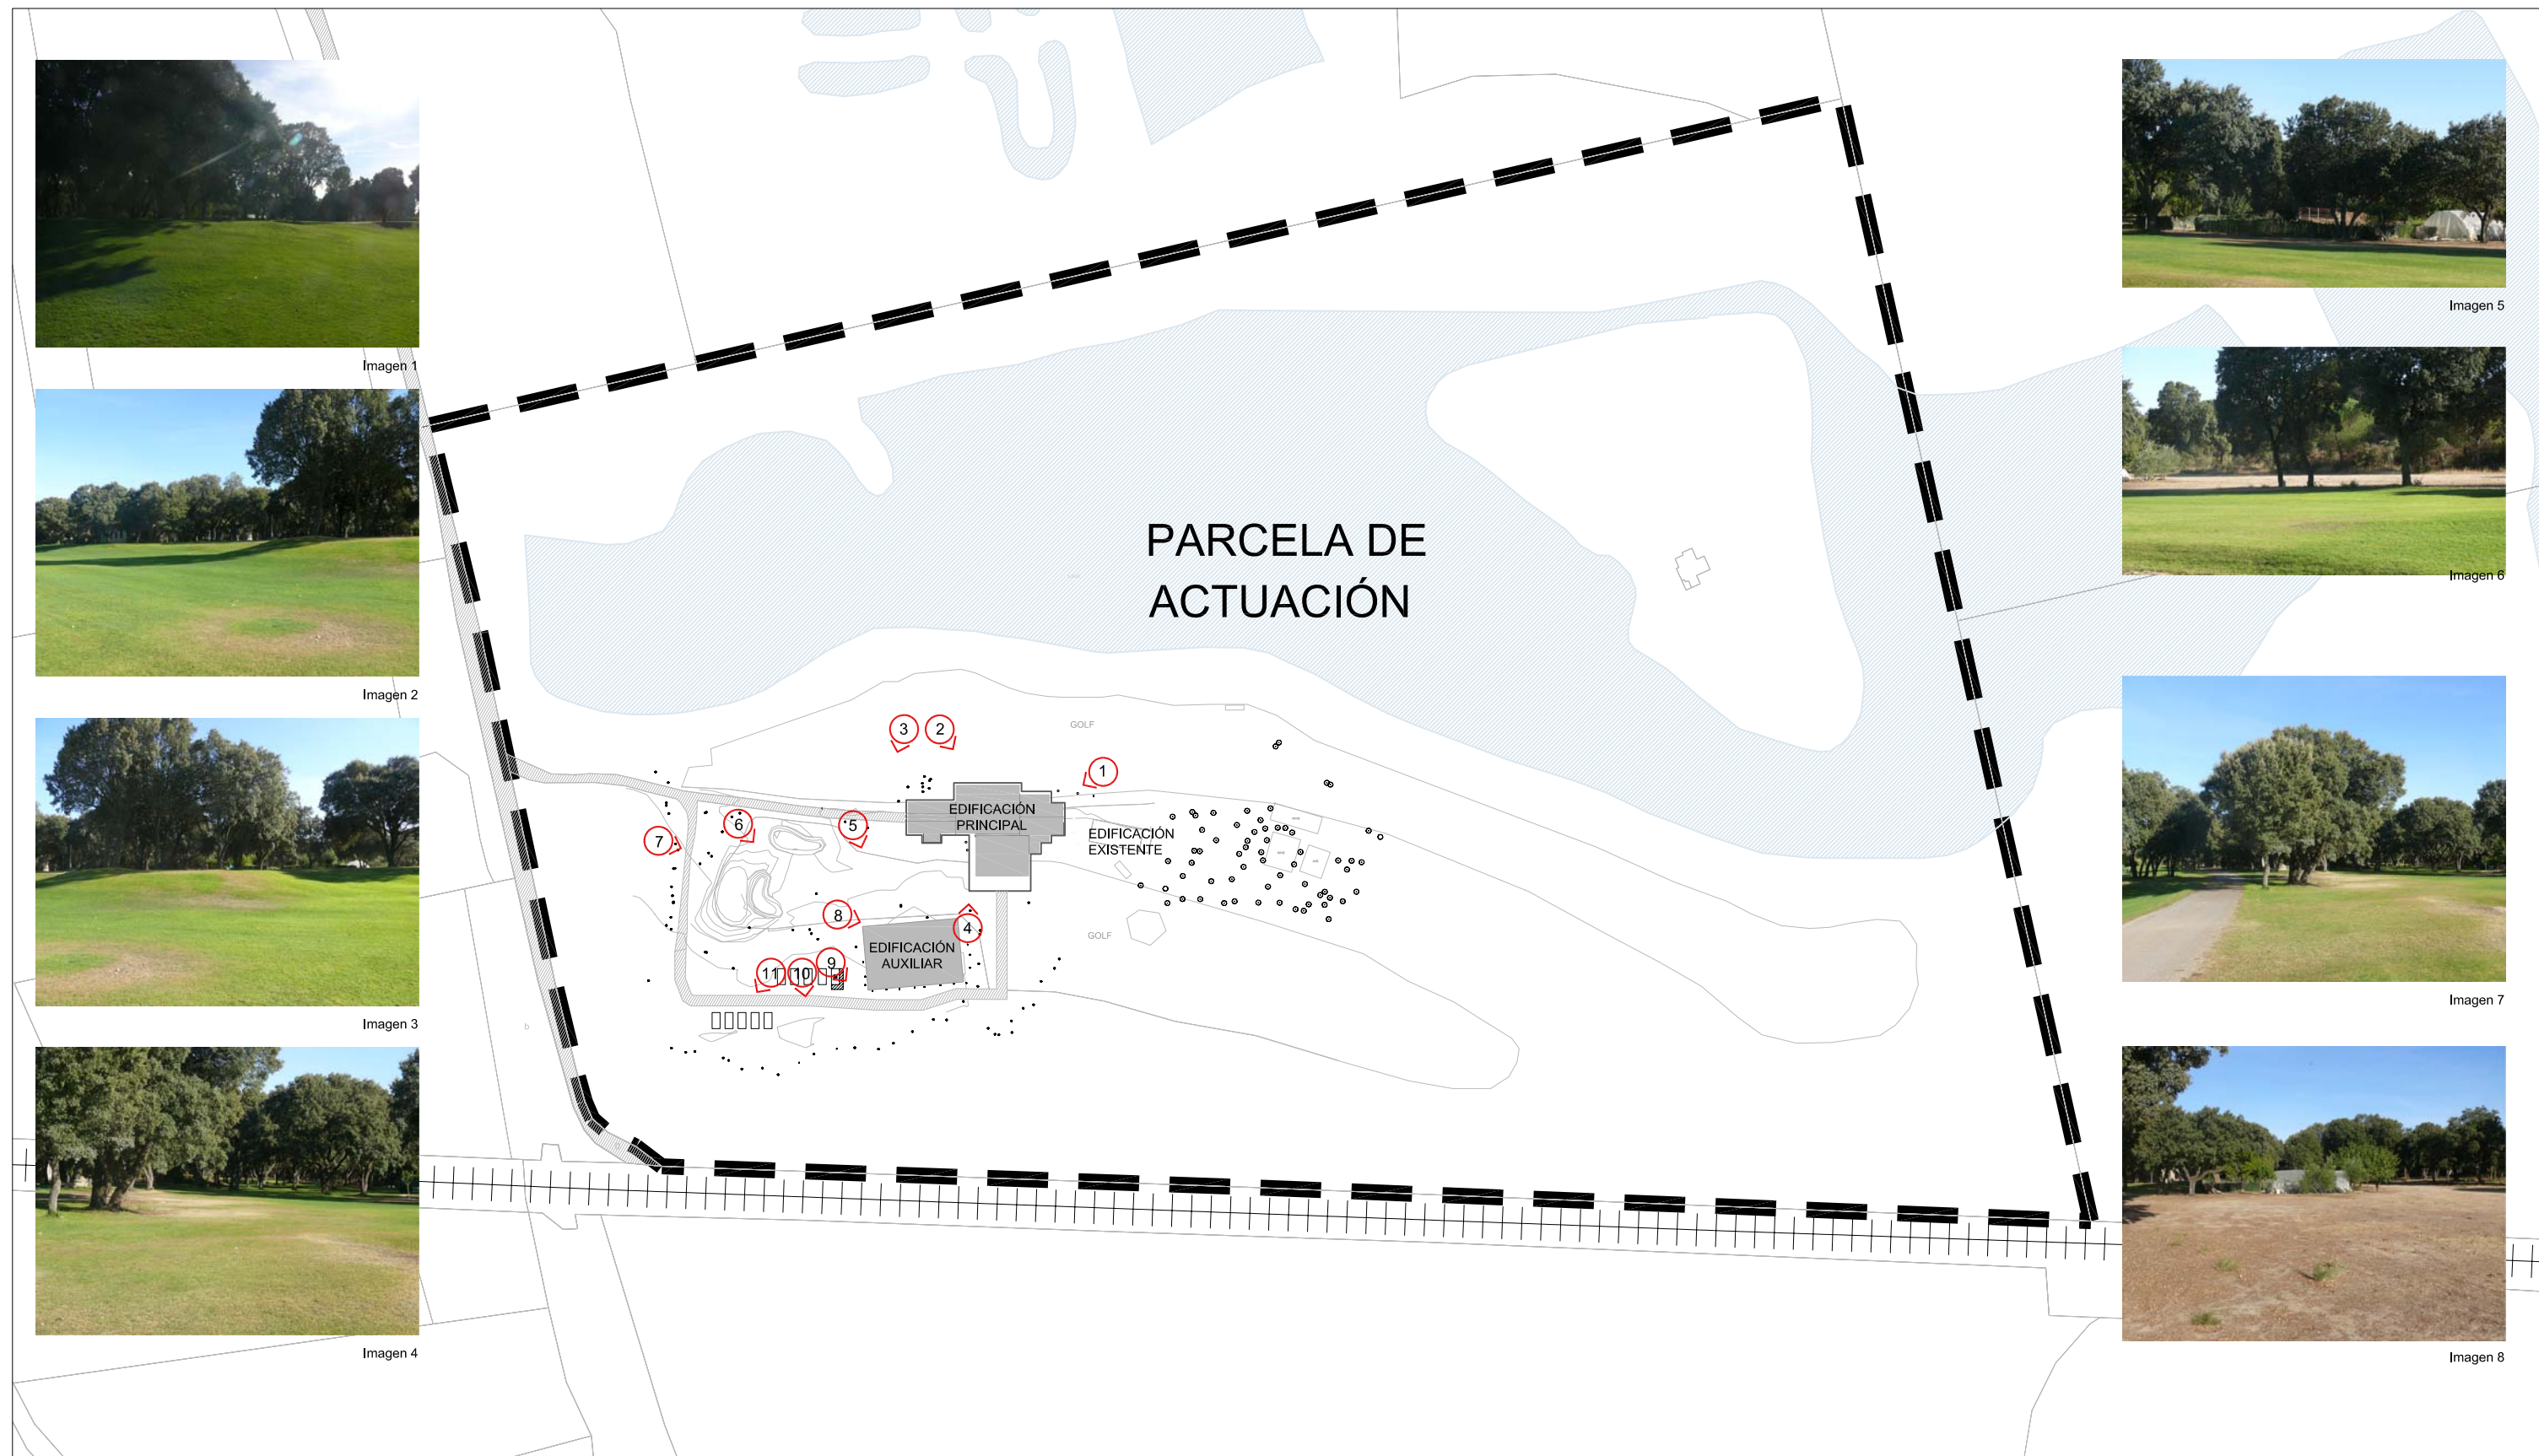 Imagen 1
Imagen 2
Imagen 3
Imagen 4
Imagen 5
Imagen 6
Imagen 7
Imagen 8
PARCELA DE
ACTUACIÓN
GOLF
3
2
1
EDIFICACIÓN
PRINCIPAL
EDIFICACIÓN
EXISTENTE
6
5
7
8
4
GOLF
EDIFICACIÓN
AUXILIAR
9
11
10
b